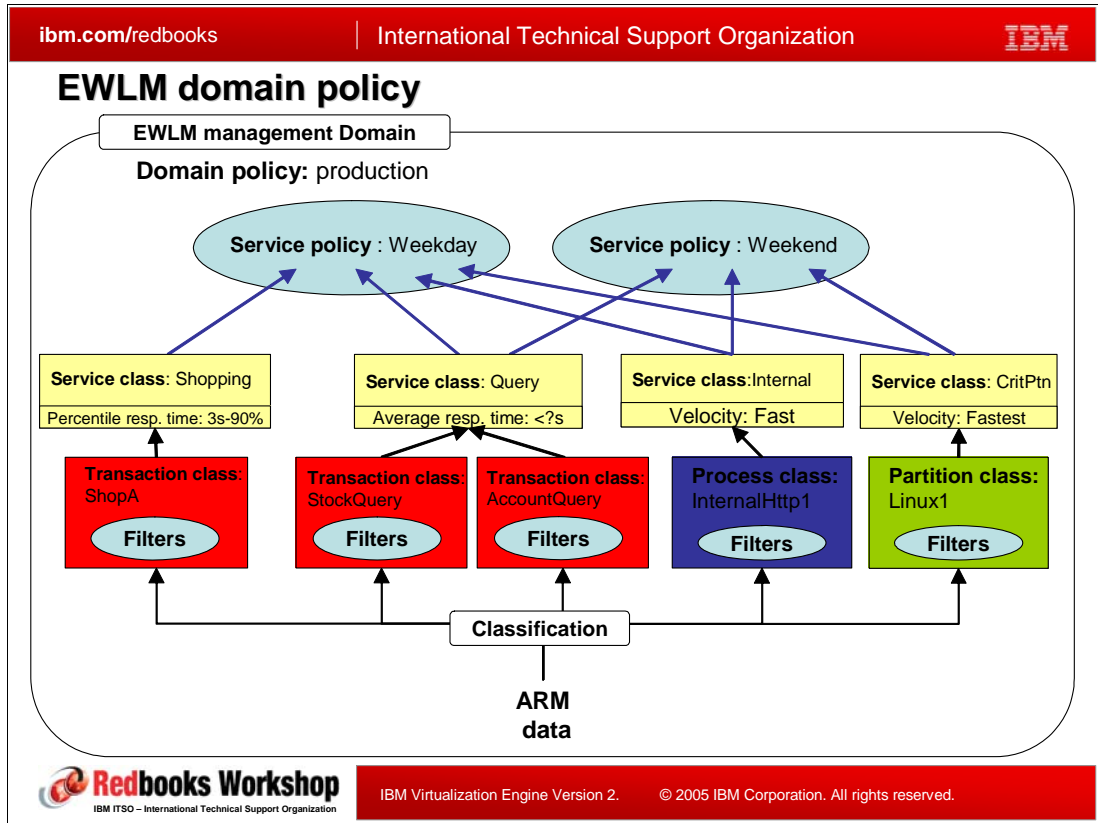 ibm.com/redbooks
International Technical Support Organization
IBM
EWLM domain policy
EWLM management Domain
Domain policy: production
Service policy : Weekday
Service policy : Weekend
Service class: Shopping
Percentile resp. time: 3s-90%
Service class: Query
Average resp. time: <?s
Service class:Internal
Velocity: Fast
Service class: CritPtn
Velocity: Fastest
Transaction class:
ShopA
Filters
Transaction class:
StockQuery
Filters
Transaction class:
AccountQuery
Filters
Process class:
InternalHttp1
Filters
Partition class:
Linux1
Filters
Classification
ARM
data
Redbooks Workshop
IBM ITSO – International Technical Support Organization
IBM Virtualization Engine Version 2.
© 2005 IBM Corporation. All rights reserved.